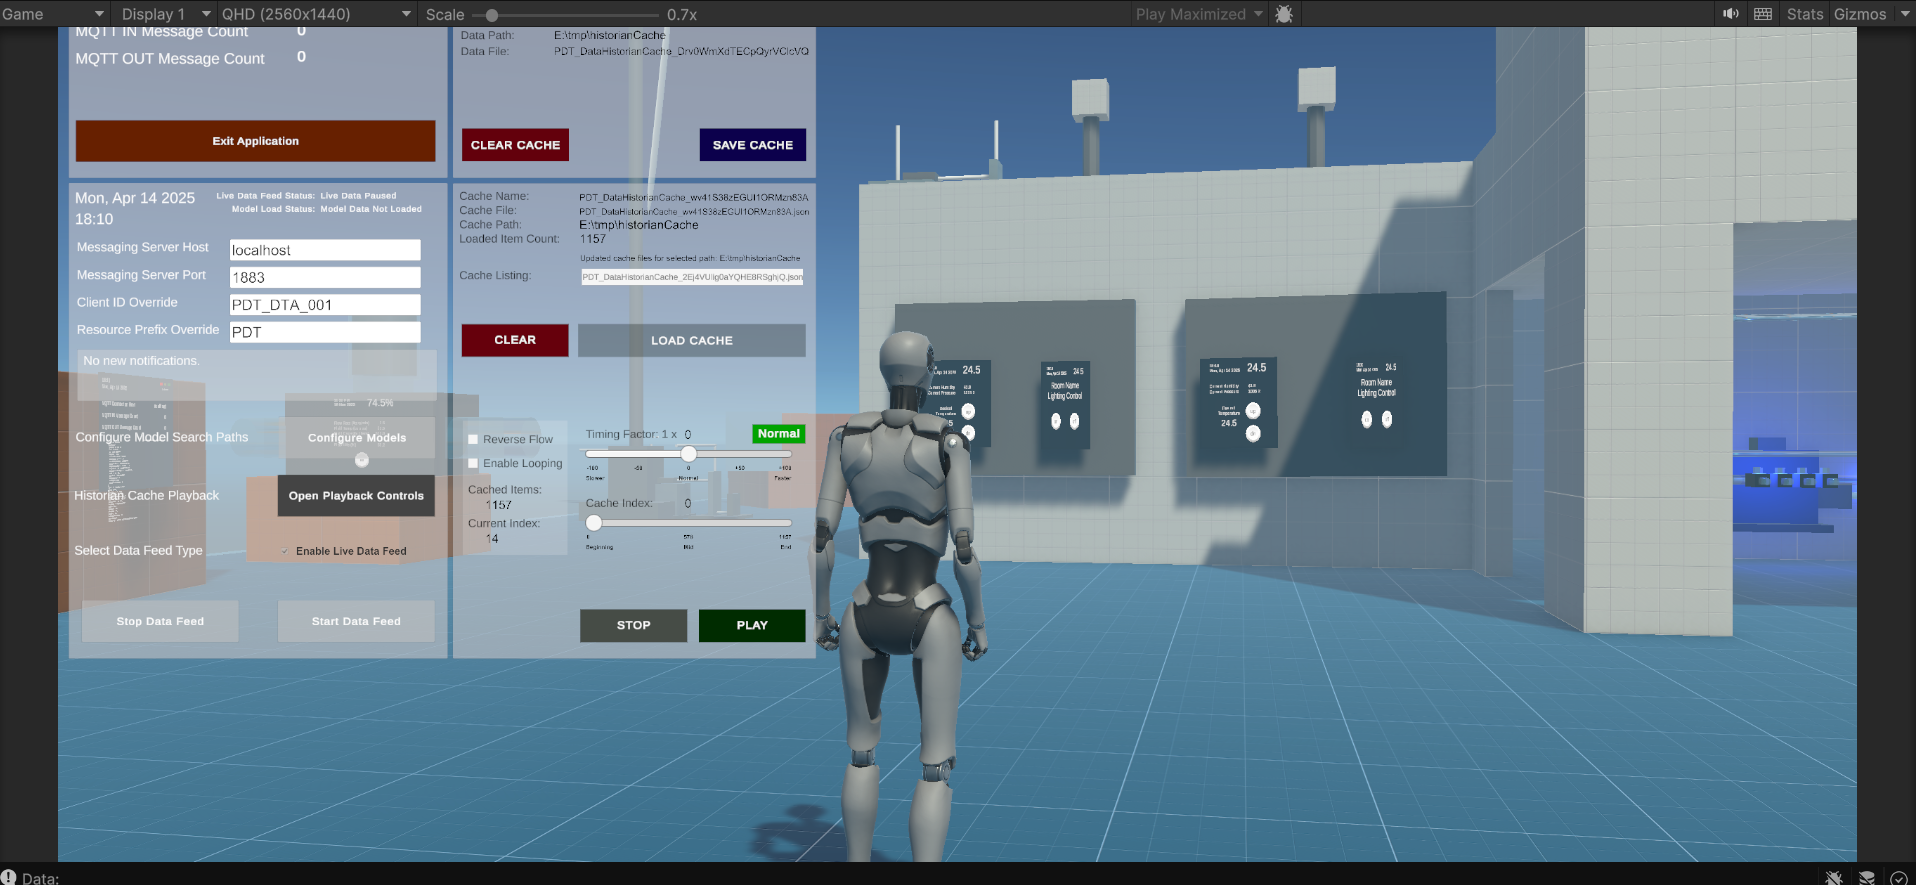 Game
Display 1
QHD (2560x1440)
Scale
0.7x
Play Maximized
Stats
Gizmos
MQTT IN Message Count 0
MQTT OUT Message Count 0
Exit Application
Data Path: E:\tmp\historianCache
Data File:
CLEAR CACHE
SAVE CACHE
Mon, Apr 14 2025
18:10
Live Data Feed Status: Live Data Paused
Model Load Status: Model Data Not Loaded
Messaging Server Host localhost
Messaging Server Port 1883
Client ID Override PDT_DTA_001
Resource Prefix Override PDT
No new notifications.
74.5%
Configure Model Search Paths
Configure Models
Historian Cache Playback
Open Playback Controls
Select Data Feed Type
Enable Live Data Feed
Stop Data Feed
Start Data Feed
Cache Name:
Cache File:
Cache Path: E:\tmp\historianCache
Loaded Item Count: 1157
Updated cache files for selected path: E:\tmp\historianCache
Cache Listing:
CLEAR
LOAD CACHE
Reverse Flow
Enable Looping
Timing Factor: 1 x 0
Normal
-100 -50 0 +50 +100
Slower Normal Faster
Cached Items:
1157
Cache Index: 0
Current Index:
14
0 578 1157
Beginning Mid End
STOP
PLAY
24.5
24.5
Room Name
Lighting Control
24.5
24.5
24.5
Room Name
Lighting Control
Data: